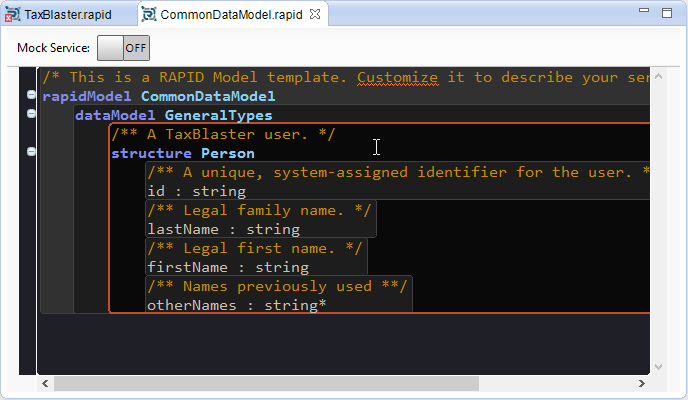 TaxBlaster.rapid CommonDataModel.rapid
Mock Service: OFF
/* This is a RAPID Model template. Customize it to describe your ser
rapidModel CommonDataModel
dataModel GeneralTypes
/** A TaxBlaster user. */
structure Person
/** A unique, system-assigned identifier for the user. *
id : string
/** Legal family name. */
lastName : string
/** Legal first name. */
firstName : string
/** Names previously used **/
otherNames : string*